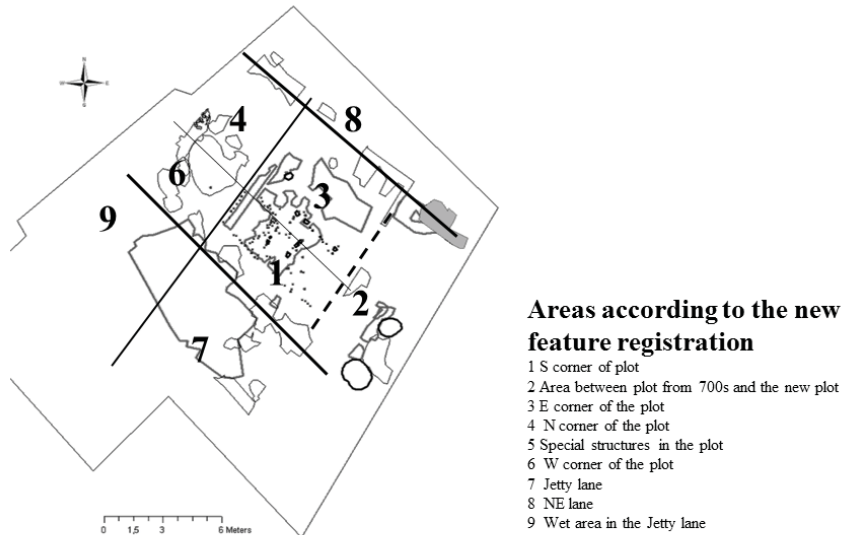 N
W E
S
4
8
6
3
9
1
2
7
0 1,5 3 6 Meters
Areas according to the new
feature registration
1 S corner of plot
2 Area between plot from 700s and the new plot
3 E corner of the plot
4 N corner of the plot
5 Special structures in the plot
6 W corner of the plot
7 Jetty lane
8 NE lane
9 Wet area in the Jetty lane